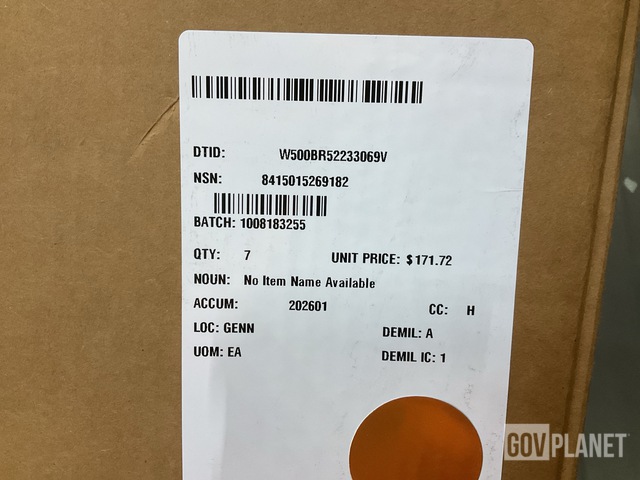 DTID: W500BR52233069V
NSN: 8415015269182
BATCH: 1008183255
QTY: 7 UNIT PRICE: $171.72
NOUN: No Item Name Available
ACCUM: 202601 CC: H
LOC: GENN DEMIL: A
UOM: EA DEMIL IC: 1
GOVPLANET